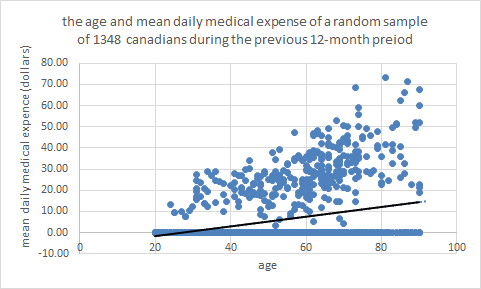 the age and mean daily medical expense of a random sample
of 1348 canadians during the previous 12-month preiod
mean daily medical expence (dollars)
80.00
70.00
60.00
50.00
40.00
30.00
20.00
10.00
0.00
-10.00
0 20 40 60 80 100
age